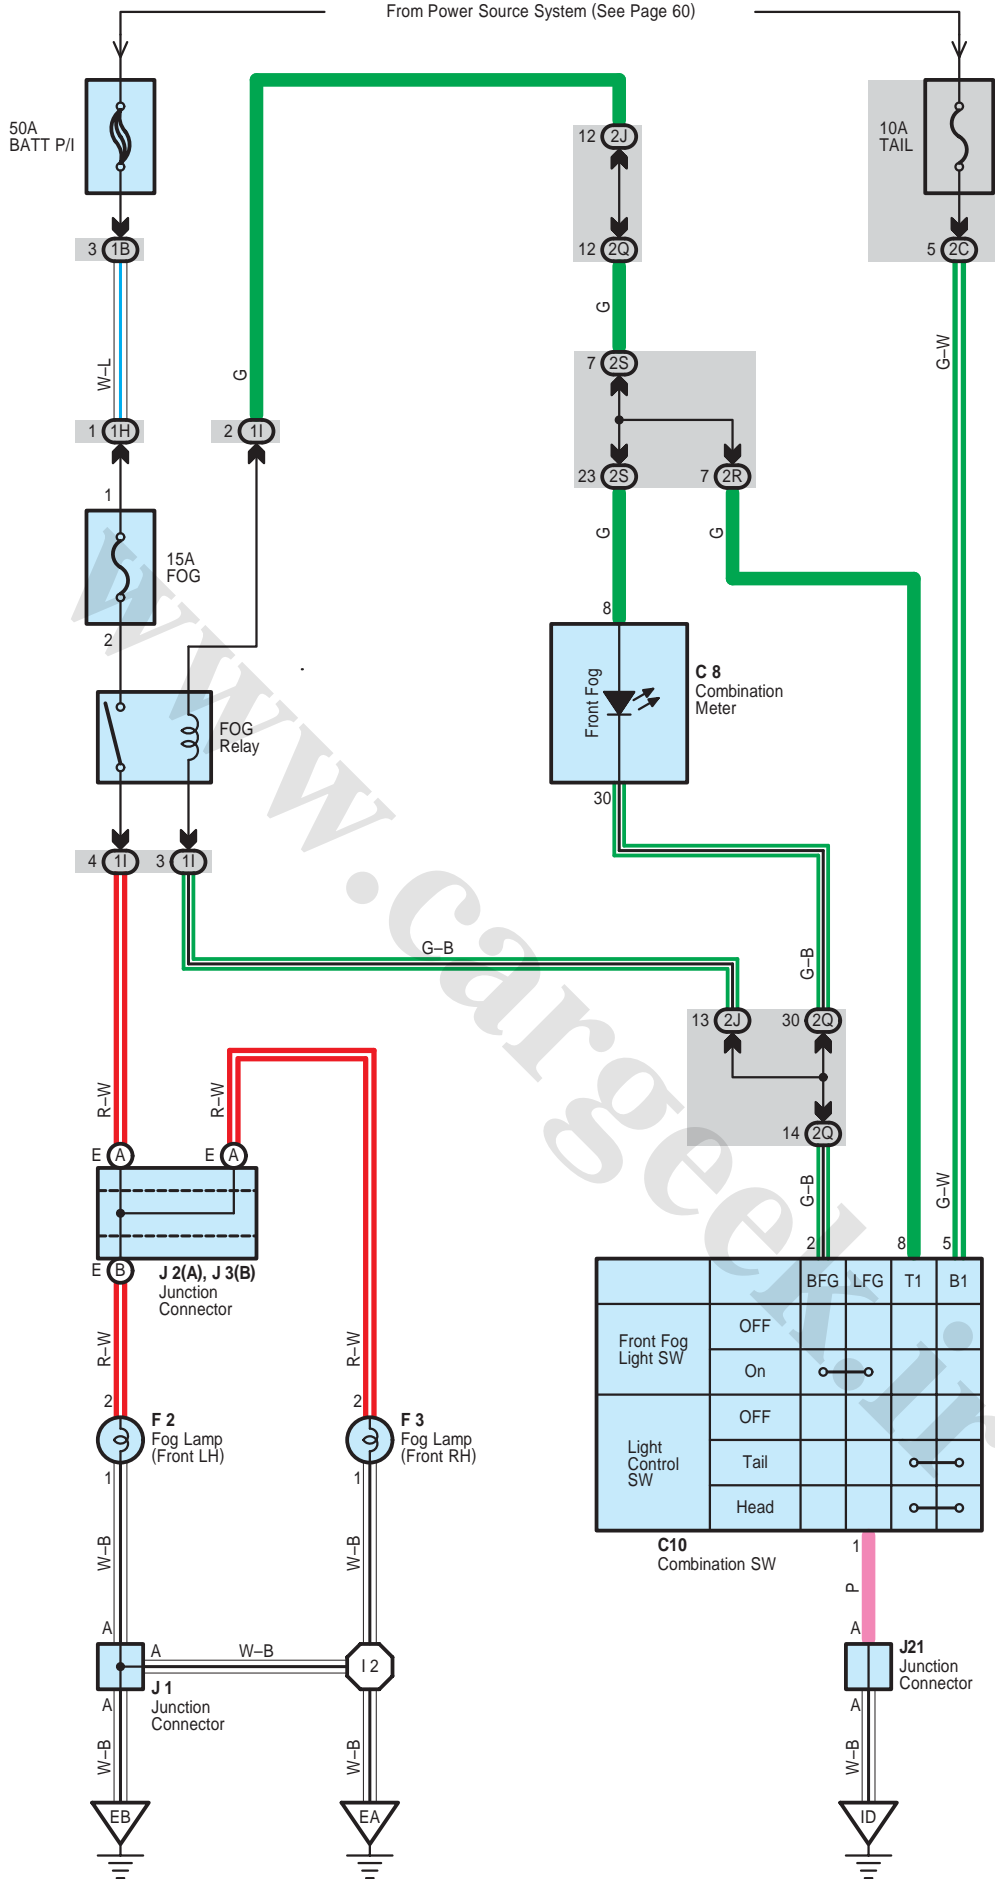 From Power Source System (See Page 60)
50A
BATT P/I
10A
TAIL
12 2J
3 1B
12 2Q
5 2C
W–L
G
G
G–W
7 2S
1 1H
2 1I
23 2S
7 2R
1
15A
FOG
2
G
G
8
FOG
Relay
Front Fog
C 8
Combination
Meter
30
4 1I
3 1I
G–B
G–B
13 2J
30 2Q
R–W
R–W
14 2Q
E A
E A
G–B
G–W
E B
J 2(A), J 3(B)
Junction
Connector
2
8
5
BFG LFG T1 B1
Front Fog
Light SW
OFF
On
Light
Control
SW
OFF
Tail
Head
R–W
R–W
2
F 2
Fog Lamp
(Front LH)
1
2
F 3
Fog Lamp
(Front RH)
1
C10
Combination SW
1
W–B
W–B
P
A
A
W–B
I 2
J 1
Junction
Connector
A
A
J21
Junction
Connector
A
W–B
W–B
W–B
EB
EA
ID
www.cargeek.ir